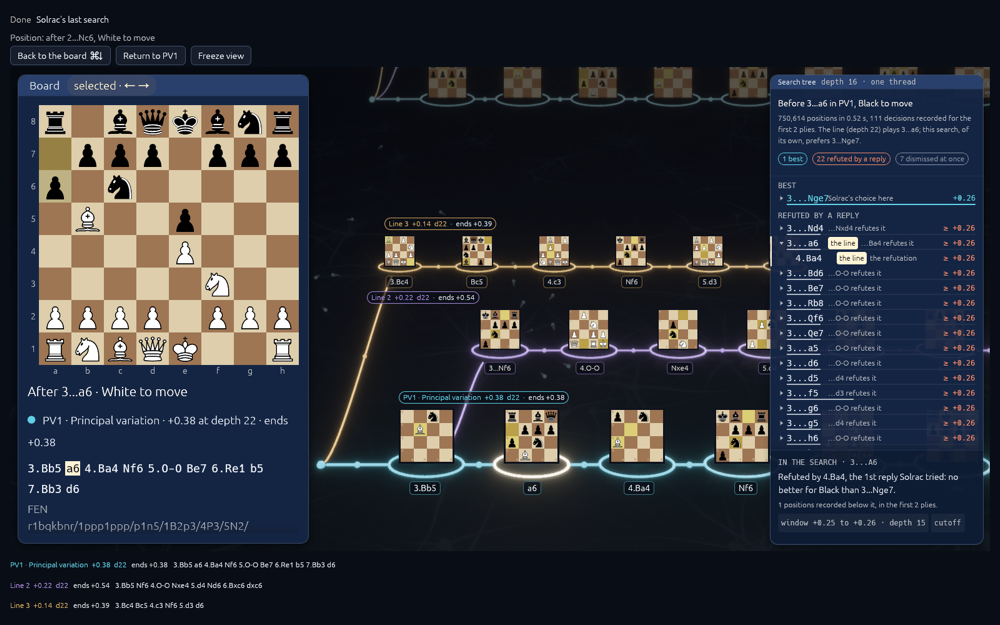 Done Solrac's last search
Position: after 2...Nc6, White to move
Back to the board ⌘↓ Return to PV1 Freeze view
Board selected · ← →
8
7
6
5
4
3
2
1
a b c d e f g h
After 3...a6 · White to move
PV1 · Principal variation · +0.38 at depth 22 · ends +0.38
3.Bb5 a6 4.Ba4 Nf6 5.O-O Be7 6.Re1 b5
7.Bb3 d6
FEN
r1bqkbnr/1ppp1ppp/p1n5/1B2p3/4P3/5N2/
Line 3 +0.14 d22 · ends +0.39
3.Bc4 Bc5 4.c3 Nf6 5.d3
Line 2 +0.22 d22 · ends +0.54
3...Nf6 4.O-O Nxe4
PV1 · Principal variation +0.38 d22 · ends +0.38
3.Bb5 a6 4.Ba4 Nf6
Search tree depth 16 · one thread
Before 3...a6 in PV1, Black to move
750,614 positions in 0.52 s, 111 decisions recorded for the
first 2 plies. The line (depth 22) plays 3...a6; this search, of
its own, prefers 3...Nge7.
1 best 22 refuted by a reply 7 dismissed at once
BEST
3...Nge7 Solrac's choice here +0.26
REFUTED BY A REPLY
3...Nd4 ...Nxd4 refutes it ≥ +0.26
3...a6 the line ...Ba4 refutes it ≥ +0.26
4.Ba4 the line the refutation ≥ +0.26
3...Bd6 ...O-O refutes it ≥ +0.26
3...Be7 ...O-O refutes it ≥ +0.26
3...Rb8 ...O-O refutes it ≥ +0.26
3...Qf6 ...O-O refutes it ≥ +0.26
3...Qe7 ...O-O refutes it ≥ +0.26
3...a5 ...O-O refutes it ≥ +0.26
3...d6 ...O-O refutes it ≥ +0.26
3...d5 ...d4 refutes it ≥ +0.26
3...f5 ...d3 refutes it ≥ +0.26
3...g6 ...O-O refutes it ≥ +0.26
3...g5 ...d4 refutes it ≥ +0.26
3...h6 ...O-O refutes it ≥ +0.26
IN THE SEARCH · 3...A6
Refuted by 4.Ba4, the 1st reply Solrac tried: no
better for Black than 3...Nge7.
1 positions recorded below it, in the first 2 plies.
window +0.25 to +0.26 · depth 15 cutoff
PV1 · Principal variation +0.38 d22 ends +0.38 3.Bb5 a6 4.Ba4 Nf6 5.O-O Be7 6.Re1 b5 7.Bb3 d6
Line 2 +0.22 d22 ends +0.54 3.Bb5 Nf6 4.O-O Nxe4 5.d4 Nd6 6.Bxc6 dxc6
Line 3 +0.14 d22 ends +0.39 3.Bc4 Bc5 4.c3 Nf6 5.d3 d6